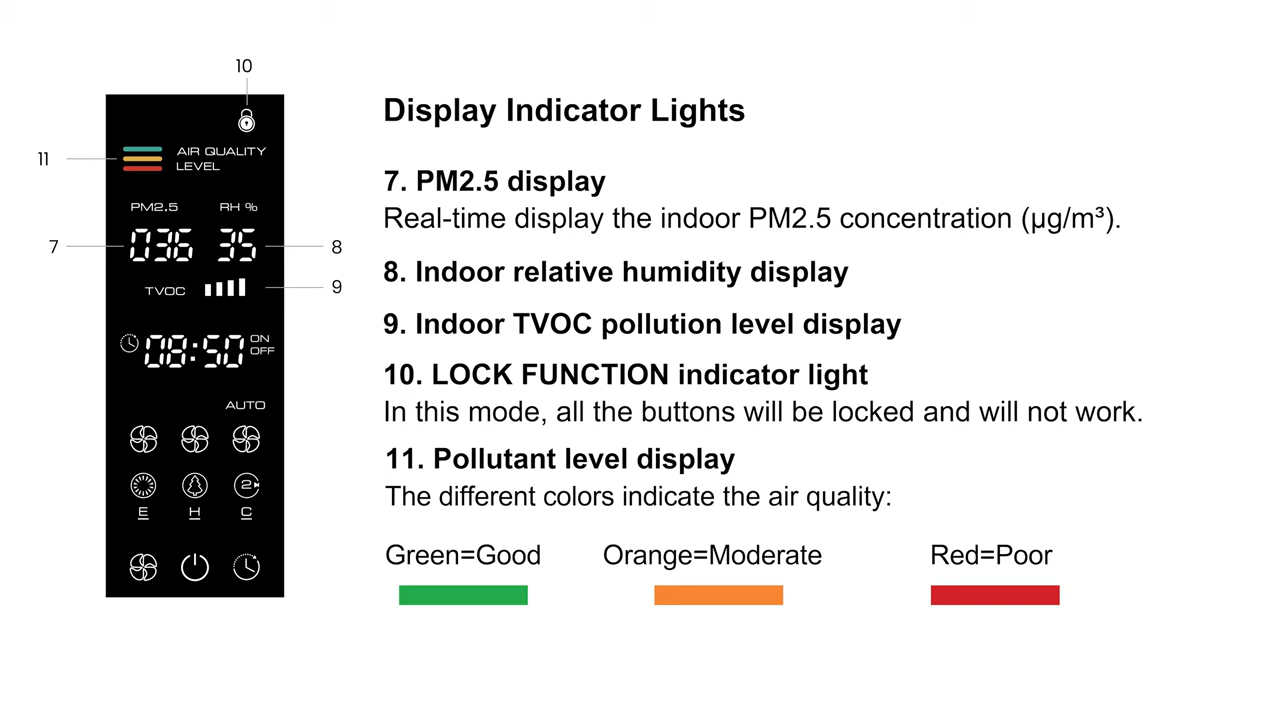 10
11
AIR QUALITY
LEVEL
PM2.5 RH %
7
036 35
8
TVOC
9
08:50 ON
OFF
AUTO
2
E H C
Display Indicator Lights
7. PM2.5 display
Real-time display the indoor PM2.5 concentration (μg/m³).
8. Indoor relative humidity display
9. Indoor TVOC pollution level display
10. LOCK FUNCTION indicator light
In this mode, all the buttons will be locked and will not work.
11. Pollutant level display
The different colors indicate the air quality:
Green=Good Orange=Moderate Red=Poor